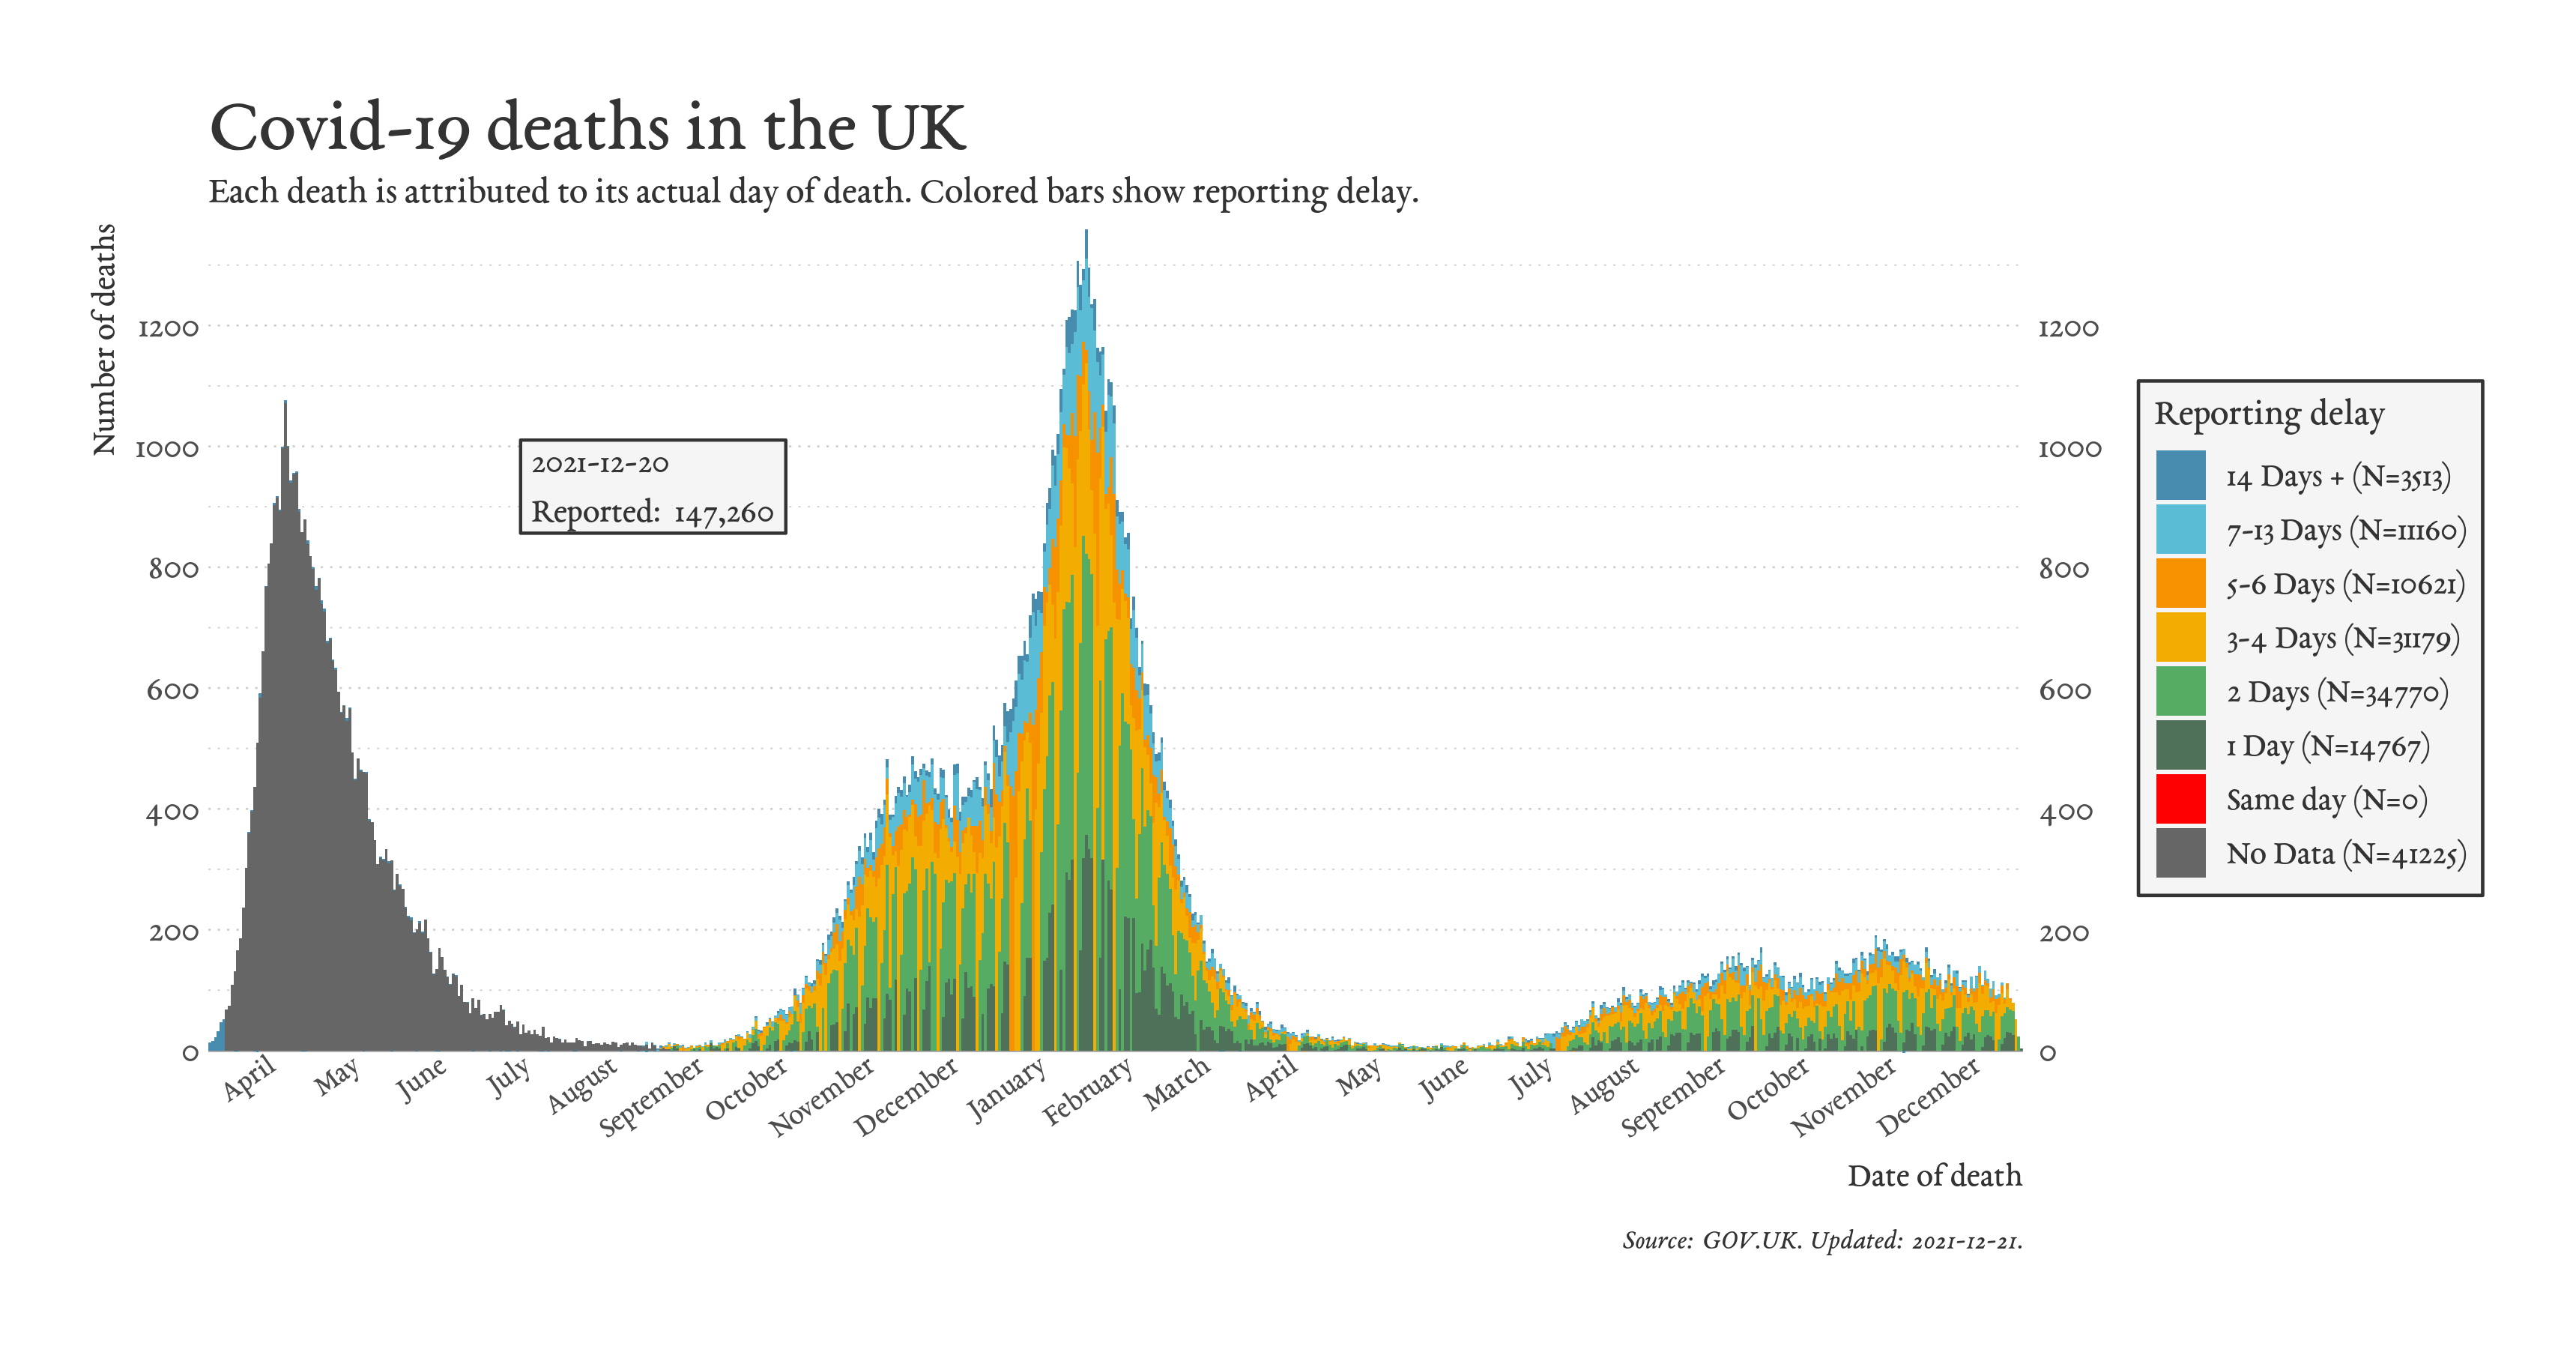 Covid-19 deaths in the UK
Each death is attributed to its actual day of death. Colored bars show reporting delay.
Number of deaths
1200
1000
800
600
400
200
0
2021-12-20
Reported: 147,260
1200
1000
800
600
400
200
0
Reporting delay
14 Days + (N=3513)
7-13 Days (N=11160)
5-6 Days (N=10621)
3-4 Days (N=31179)
2 Days (N=34770)
1 Day (N=14767)
Same day (N=0)
No Data (N=41225)
April
May
June
July
August
September
October
November
December
January
February
March
April
May
June
July
August
September
October
November
December
Date of death
Source: GOV.UK. Updated: 2021-12-21.